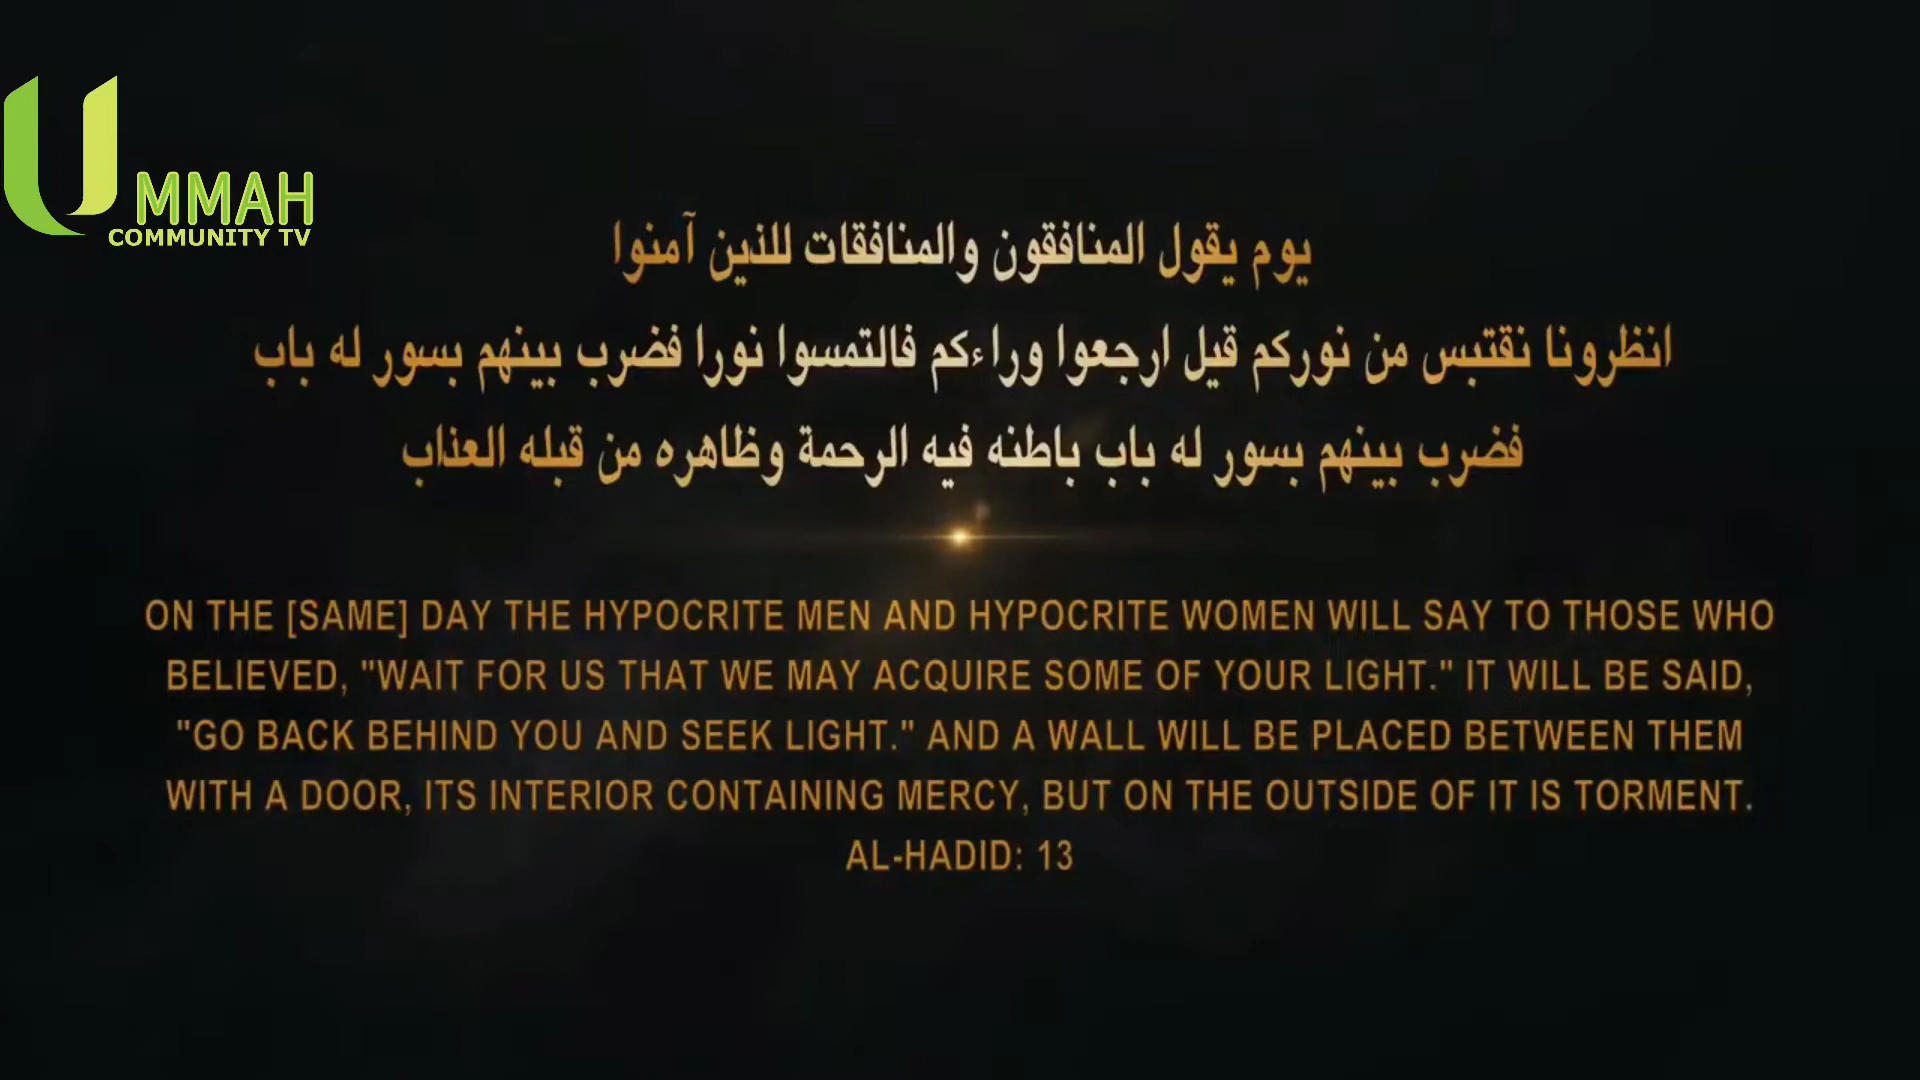 UMMAH
COMMUNITY TV
يوم يقول المنافقون والمنافقات للذين آمنوا
انظرونا نقتبس من نوركم قيل ارجعوا وراءكم فالتمسوا نورا فضرب بينهم بسور له باب
فضرب بينهم بسور له باب باطنه فيه الرحمة وظاهره من قبله العذاب
ON THE [SAME] DAY THE HYPOCRITE MEN AND HYPOCRITE WOMEN WILL SAY TO THOSE WHO
BELIEVED, "WAIT FOR US THAT WE MAY ACQUIRE SOME OF YOUR LIGHT." IT WILL BE SAID,
"GO BACK BEHIND YOU AND SEEK LIGHT." AND A WALL WILL BE PLACED BETWEEN THEM
WITH A DOOR, ITS INTERIOR CONTAINING MERCY, BUT ON THE OUTSIDE OF IT IS TORMENT.
AL-HADID: 13